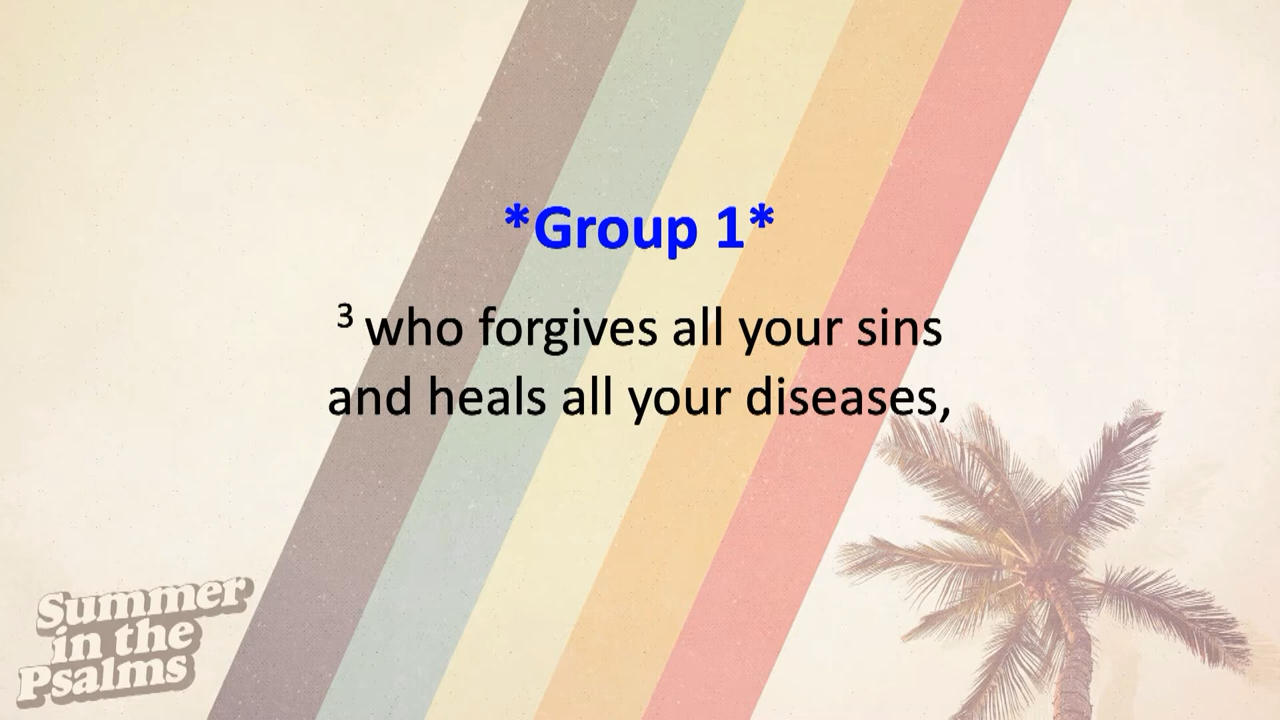 *Group 1*
³ who forgives all your sins
and heals all your diseases,
Summer
in the
Psalms